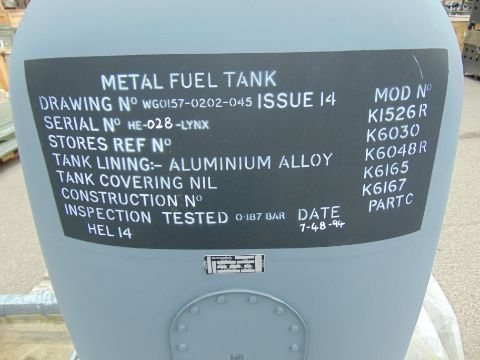 METAL FUEL TANK
DRAWING Nº WG0157-0202-045 ISSUE 14
SERIAL Nº HE-028-LYNX
STORES REF Nº
TANK LINING:- ALUMINIUM ALLOY
TANK COVERING NIL
CONSTRUCTION Nº
INSPECTION TESTED 0·187 BAR DATE
HEL 14 7-48-94
MOD Nº
K1526R
K6030
K6048R
K6165
K6167
PART C